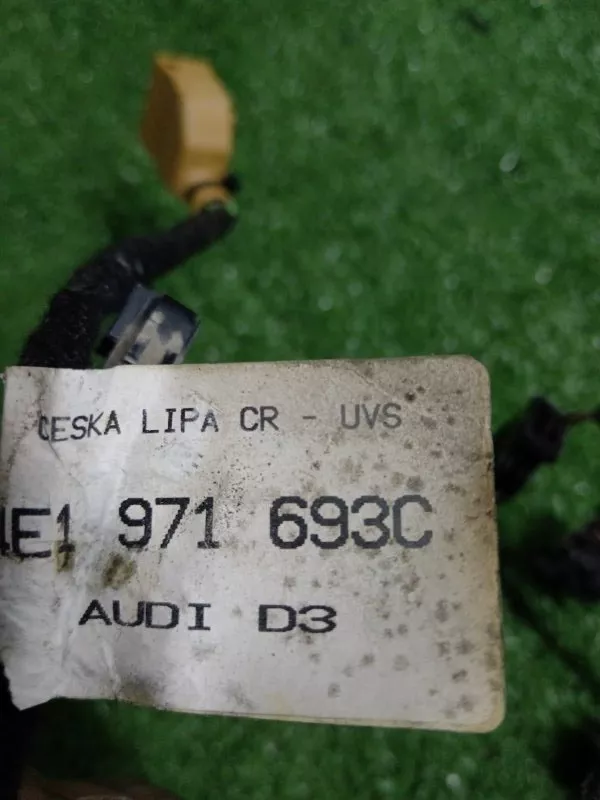 CESKA LIPA CR - UVS
4E1 971 693C
AUDI D3